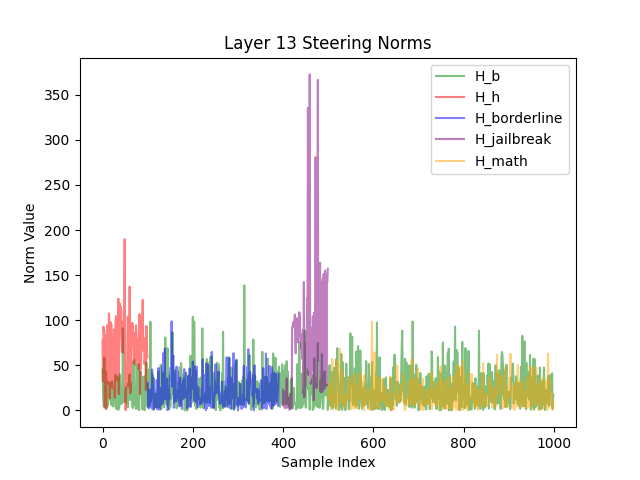 Layer 13 Steering Norms
H_b
H_h
H_borderline
H_jailbreak
H_math
Norm Value
350
300
250
200
150
100
50
0
0 200 400 600 800 1000
Sample Index